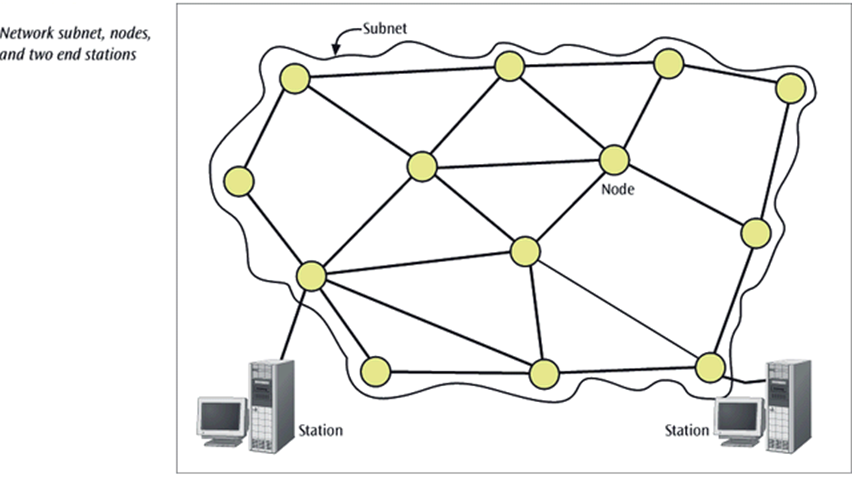 Network subnet, nodes,
and two end stations
Subnet
Node
Station
Station